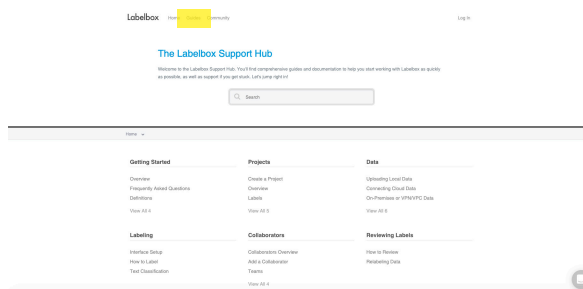 Labelbox Home Guides Community Log In
The Labelbox Support Hub
Welcome to the Labelbox Support Hub. You'll find comprehensive guides and documentation to help you start working with Labelbox as quickly
as possible, as well as support if you get stuck. Let's jump right in!
Search
Home
Getting Started Projects Data
Overview Create a Project Uploading Local Data
Frequently Asked Questions Overview Connecting Cloud Data
Definitions Labels On-Premises or VPN/VPC Data
View All 4 View All 5 View All 6
Labeling Collaborators Reviewing Labels
Interface Setup Collaborators Overview How to Review
How to Label Add a Collaborator Relabeling Data
Text Classification Teams
View All 4